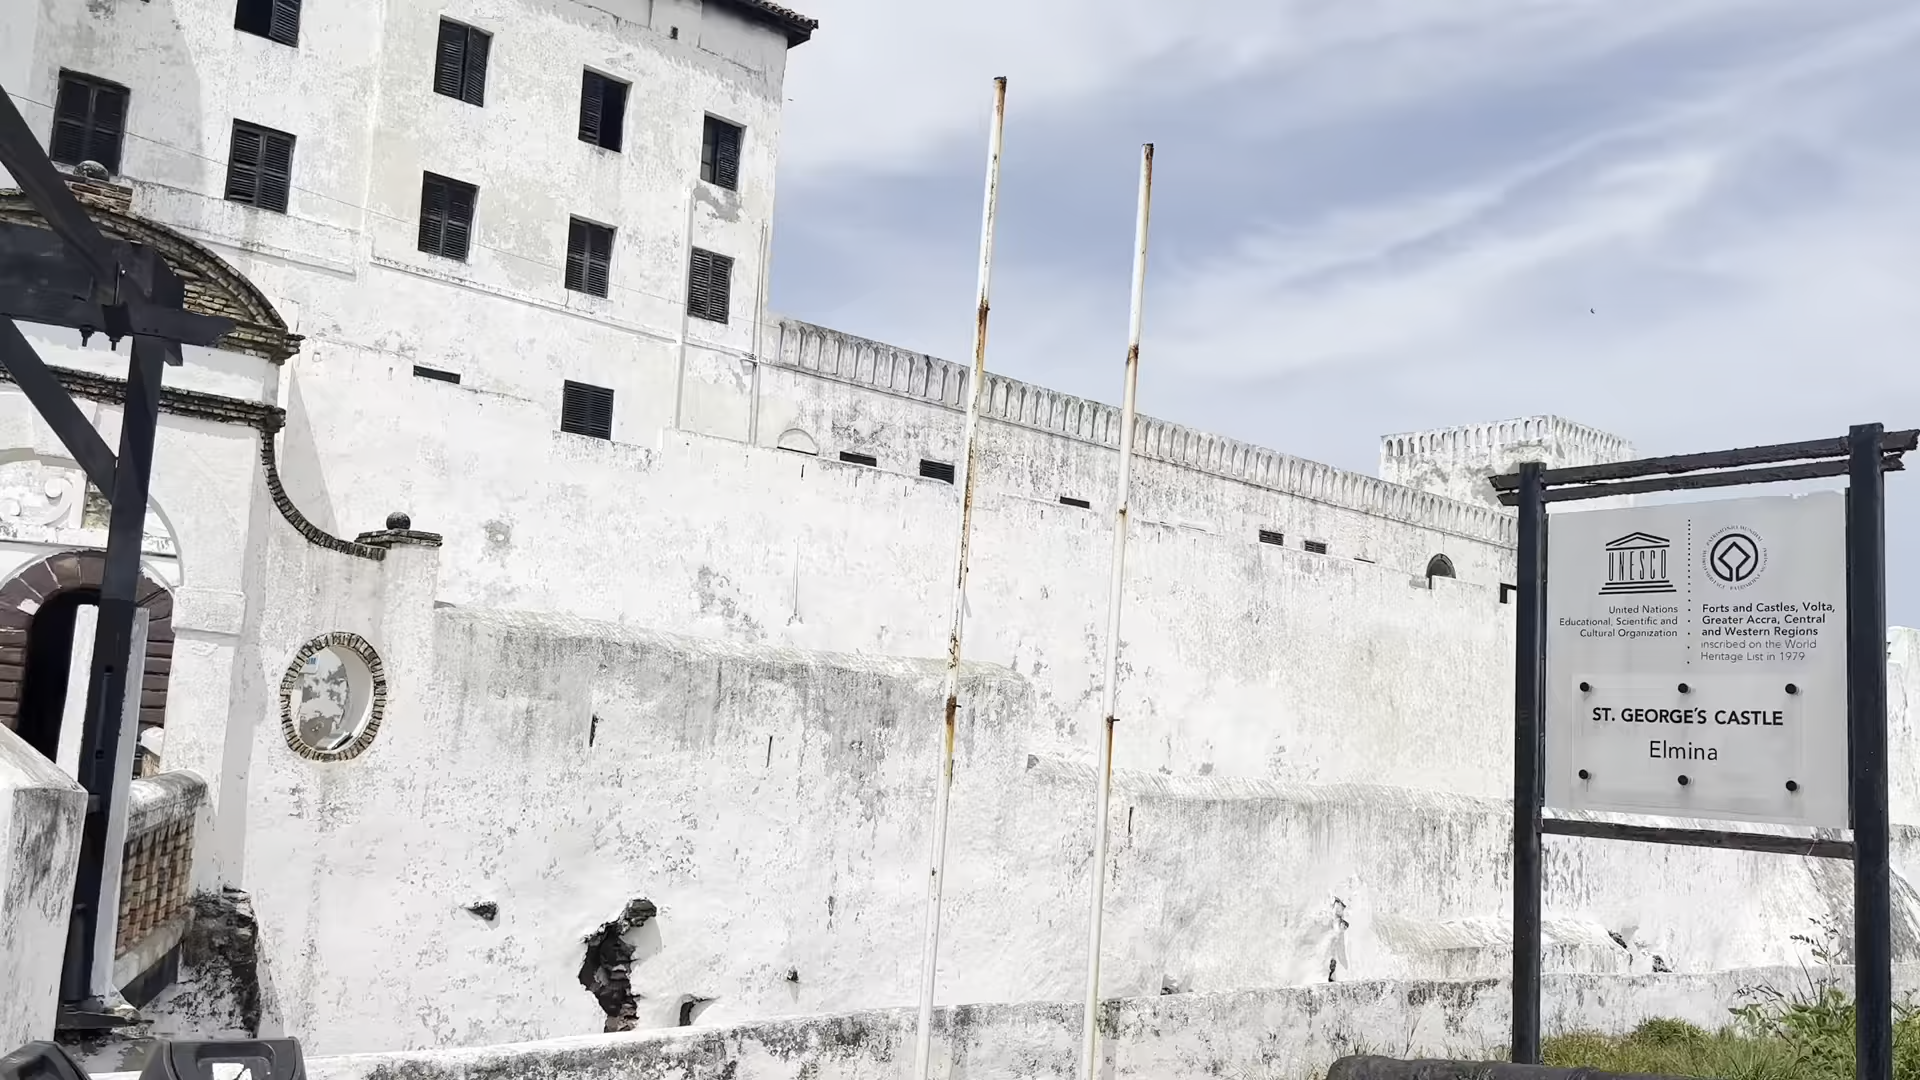 UNESCO
United Nations
Educational, Scientific and
Cultural Organization
Forts and Castles, Volta,
Greater Accra, Central
and Western Regions
inscribed on the World
Heritage List in 1979
ST. GEORGE'S CASTLE
Elmina